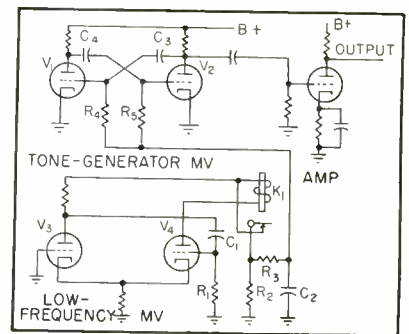 C4 C3 B+ B+
OUTPUT
V1 V2
R4 R5
TONE-GENERATOR MV AMP
K1
V3 V4 C1
R3
R1 R2 C2
LOW-
FREQUENCY MV